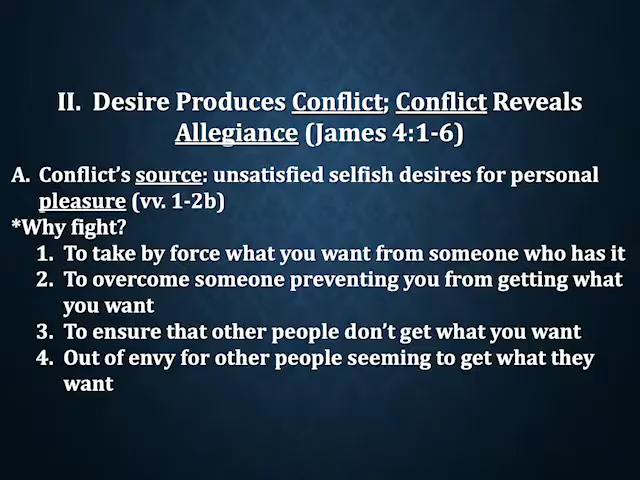 II. Desire Produces Conflict; Conflict Reveals
Allegiance (James 4:1-6)
A. Conflict's source: unsatisfied selfish desires for personal
pleasure (vv. 1-2b)
*Why fight?
1. To take by force what you want from someone who has it
2. To overcome someone preventing you from getting what
you want
3. To ensure that other people don't get what you want
4. Out of envy for other people seeming to get what they
want